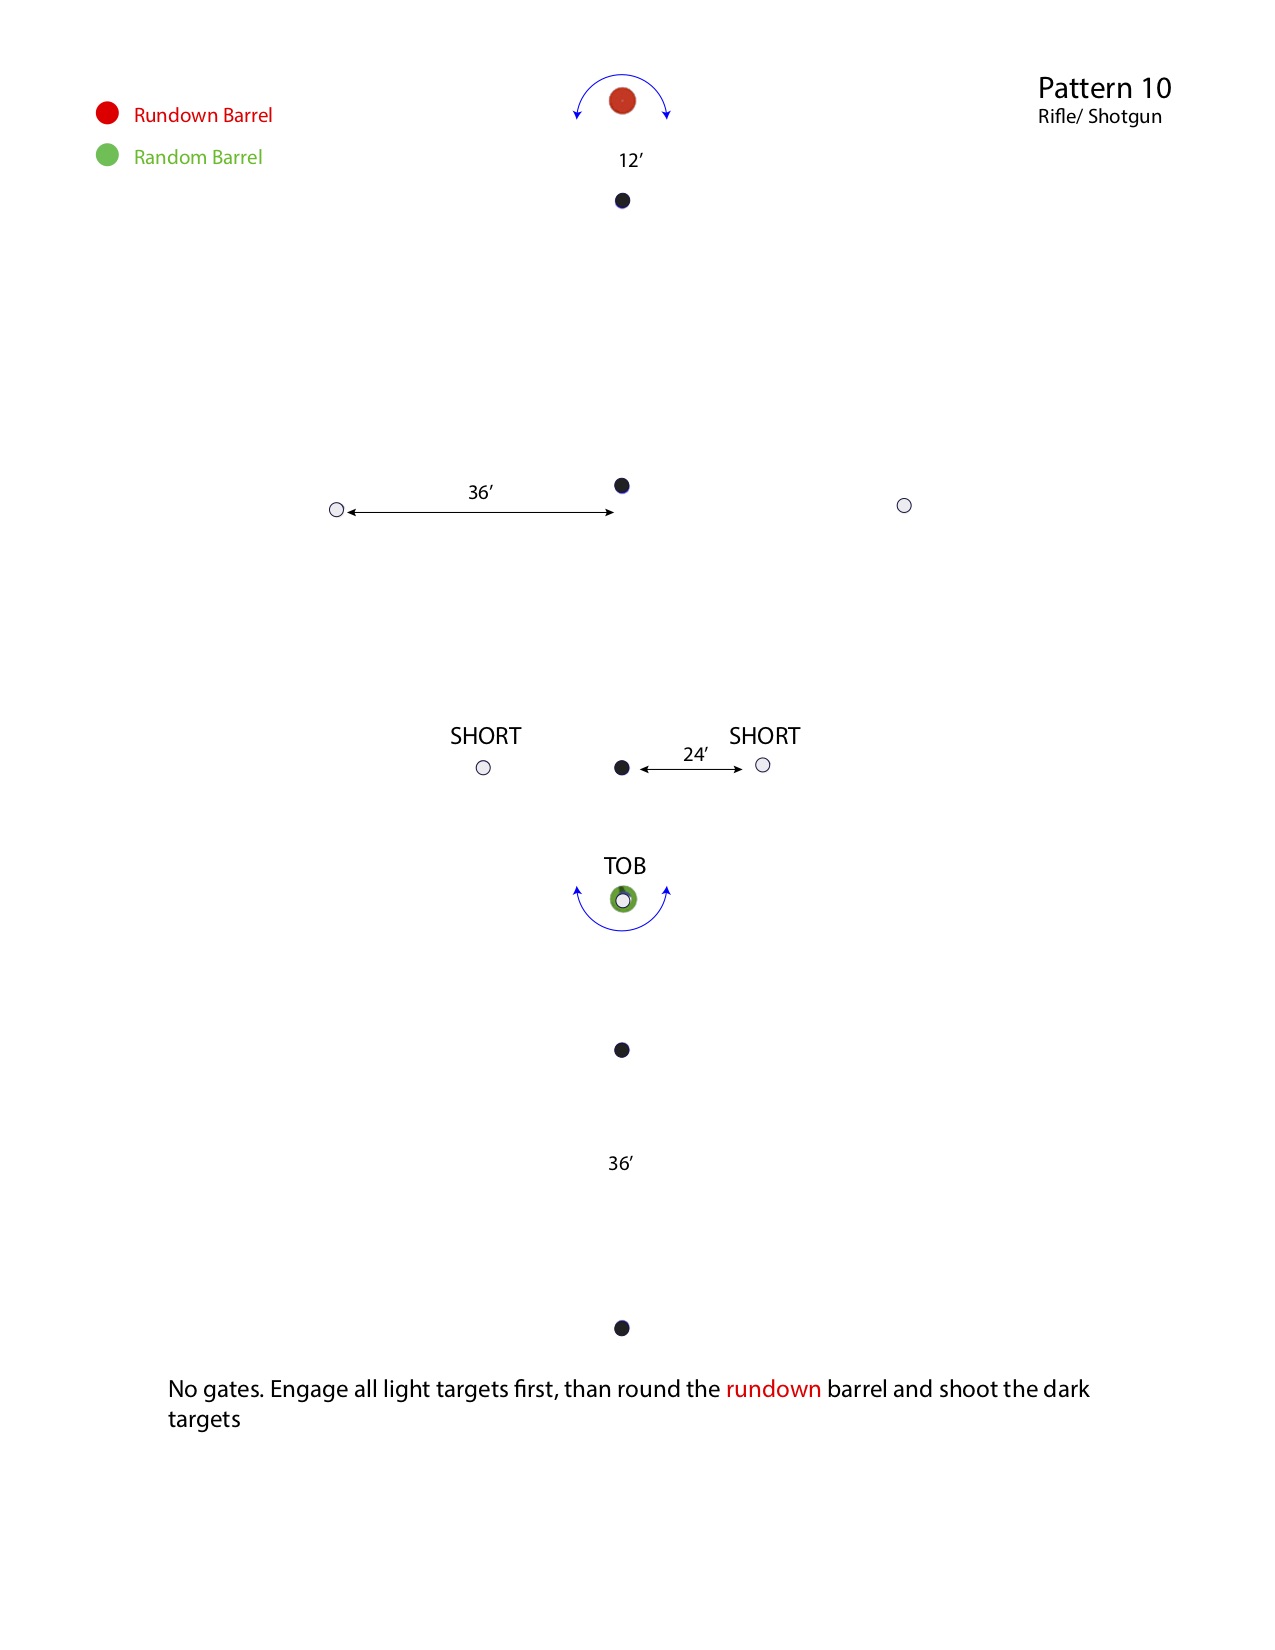 Pattern 10
Rifle/ Shotgun
Rundown Barrel
Random Barrel
12’
36’
SHORT
SHORT
24’
TOB
36’
No gates. Engage all light targets first, than round the rundown barrel and shoot the dark
targets